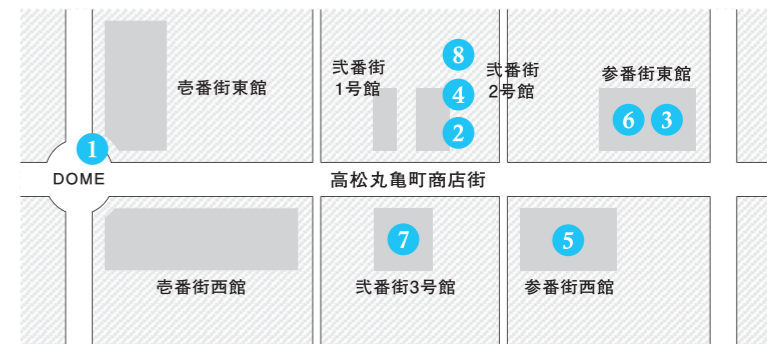 8
弐番街
1号館
弐番街
2号館
参番街東館
壱番街東館
4
6
3
2
1
DOME
高松丸亀町商店街
7
5
壱番街西館
弐番街3号館
参番街西館